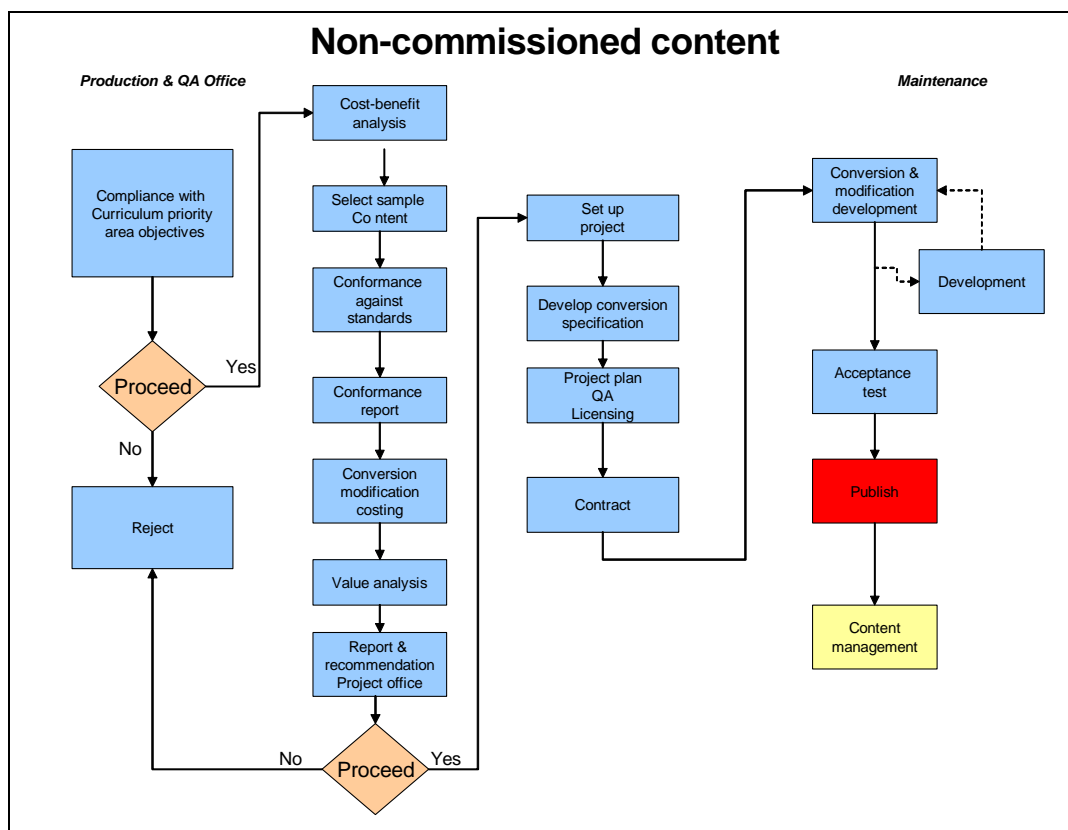 Non-commissioned content
Production & QA Office
Maintenance
Compliance with
Curriculum priority
area objectives
Proceed
Yes
No
Reject
Cost-benefit
analysis
Select sample
Co ntent
Conformance
against
standards
Conformance
report
Conversion
modification
costing
Value analysis
Report &
recommendation
Project office
Proceed
No
Yes
Set up
project
Develop conversion
specification
Project plan
QA
Licensing
Contract
Conversion &
modification
development
Development
Acceptance
test
Publish
Content
management